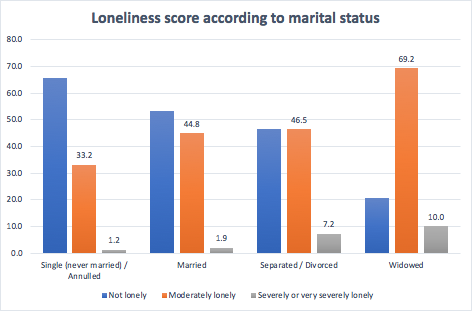 Loneliness score according to marital status
80.0
70.0
60.0
50.0
40.0
30.0
20.0
10.0
0.0
33.2
1.2
44.8
1.9
46.5
7.2
69.2
10.0
Single (never married) /
Annulled
Married
Separated / Divorced
Widowed
Not lonely
Moderately lonely
Severely or very severely lonely